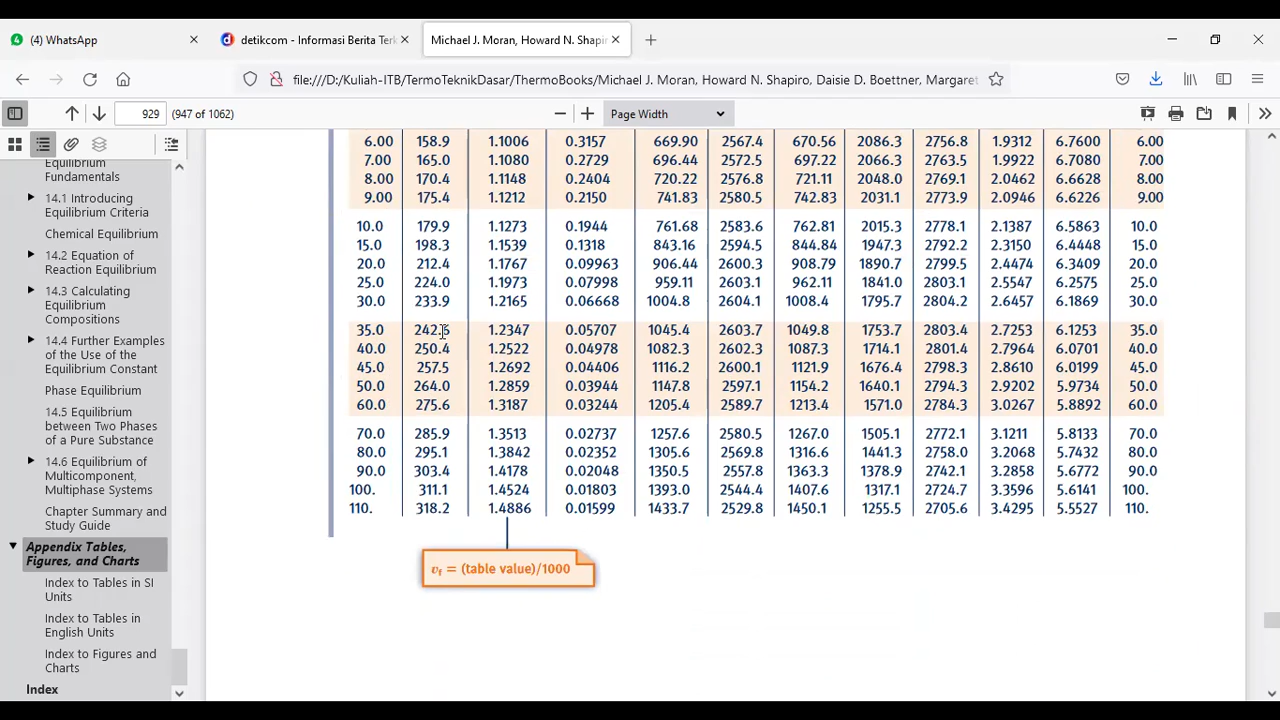 (4) WhatsApp
detikcom - Informasi Berita Terk
Michael J. Moran, Howard N. Shapir
file:///D:/Kuliah-ITB/TermoTeknikDasar/ThermoBooks/Michael J. Moran, Howard N. Shapiro, Daisie D. Boettner, Margaret
929 (947 of 1062)
Page Width
Equilibrium
Fundamentals
14.1 Introducing
Equilibrium Criteria
Chemical Equilibrium
14.2 Equation of
Reaction Equilibrium
14.3 Calculating
Equilibrium
Compositions
14.4 Further Examples
of the Use of the
Equilibrium Constant
Phase Equilibrium
14.5 Equilibrium
between Two Phases
of a Pure Substance
14.6 Equilibrium of
Multicomponent,
Multiphase Systems
Chapter Summary and
Study Guide
Appendix Tables,
Figures, and Charts
Index to Tables in SI
Units
Index to Tables in
English Units
Index to Figures and
Charts
Index
6.00 158.9 1.1006 0.3157 669.90 2567.4 670.56 2086.3 2756.8 1.9312 6.7600 6.00
7.00 165.0 1.1080 0.2729 696.44 2572.5 697.22 2066.3 2763.5 1.9922 6.7080 7.00
8.00 170.4 1.1148 0.2404 720.22 2576.8 721.11 2048.0 2769.1 2.0462 6.6628 8.00
9.00 175.4 1.1212 0.2150 741.83 2580.5 742.83 2031.1 2773.9 2.0946 6.6226 9.00
10.0 179.9 1.1273 0.1944 761.68 2583.6 762.81 2015.3 2778.1 2.1387 6.5863 10.0
15.0 198.3 1.1539 0.1318 843.16 2594.5 844.84 1947.3 2792.2 2.3150 6.4448 15.0
20.0 212.4 1.1767 0.09963 906.44 2600.3 908.79 1890.7 2799.5 2.4474 6.3409 20.0
25.0 224.0 1.1973 0.07998 959.11 2603.1 962.11 1841.0 2803.1 2.5547 6.2575 25.0
30.0 233.9 1.2165 0.06668 1004.8 2604.1 1008.4 1795.7 2804.2 2.6457 6.1869 30.0
35.0 242.6 1.2347 0.05707 1045.4 2603.7 1049.8 1753.7 2803.4 2.7253 6.1253 35.0
40.0 250.4 1.2522 0.04978 1082.3 2602.3 1087.3 1714.1 2801.4 2.7964 6.0701 40.0
45.0 257.5 1.2692 0.04406 1116.2 2600.1 1121.9 1676.4 2798.3 2.8610 6.0199 45.0
50.0 264.0 1.2859 0.03944 1147.8 2597.1 1154.2 1640.1 2794.3 2.9202 5.9734 50.0
60.0 275.6 1.3187 0.03244 1205.4 2589.7 1213.4 1571.0 2784.3 3.0267 5.8892 60.0
70.0 285.9 1.3513 0.02737 1257.6 2580.5 1267.0 1505.1 2772.1 3.1211 5.8133 70.0
80.0 295.1 1.3842 0.02352 1305.6 2569.8 1316.6 1441.3 2758.0 3.2068 5.7432 80.0
90.0 303.4 1.4178 0.02048 1350.5 2557.8 1363.3 1378.9 2742.1 3.2858 5.6772 90.0
100. 311.1 1.4524 0.01803 1393.0 2544.4 1407.6 1317.1 2724.7 3.3596 5.6141 100.
110. 318.2 1.4886 0.01599 1433.7 2529.8 1450.1 1255.5 2705.6 3.4295 5.5527 110.
vf = (table value)/1000